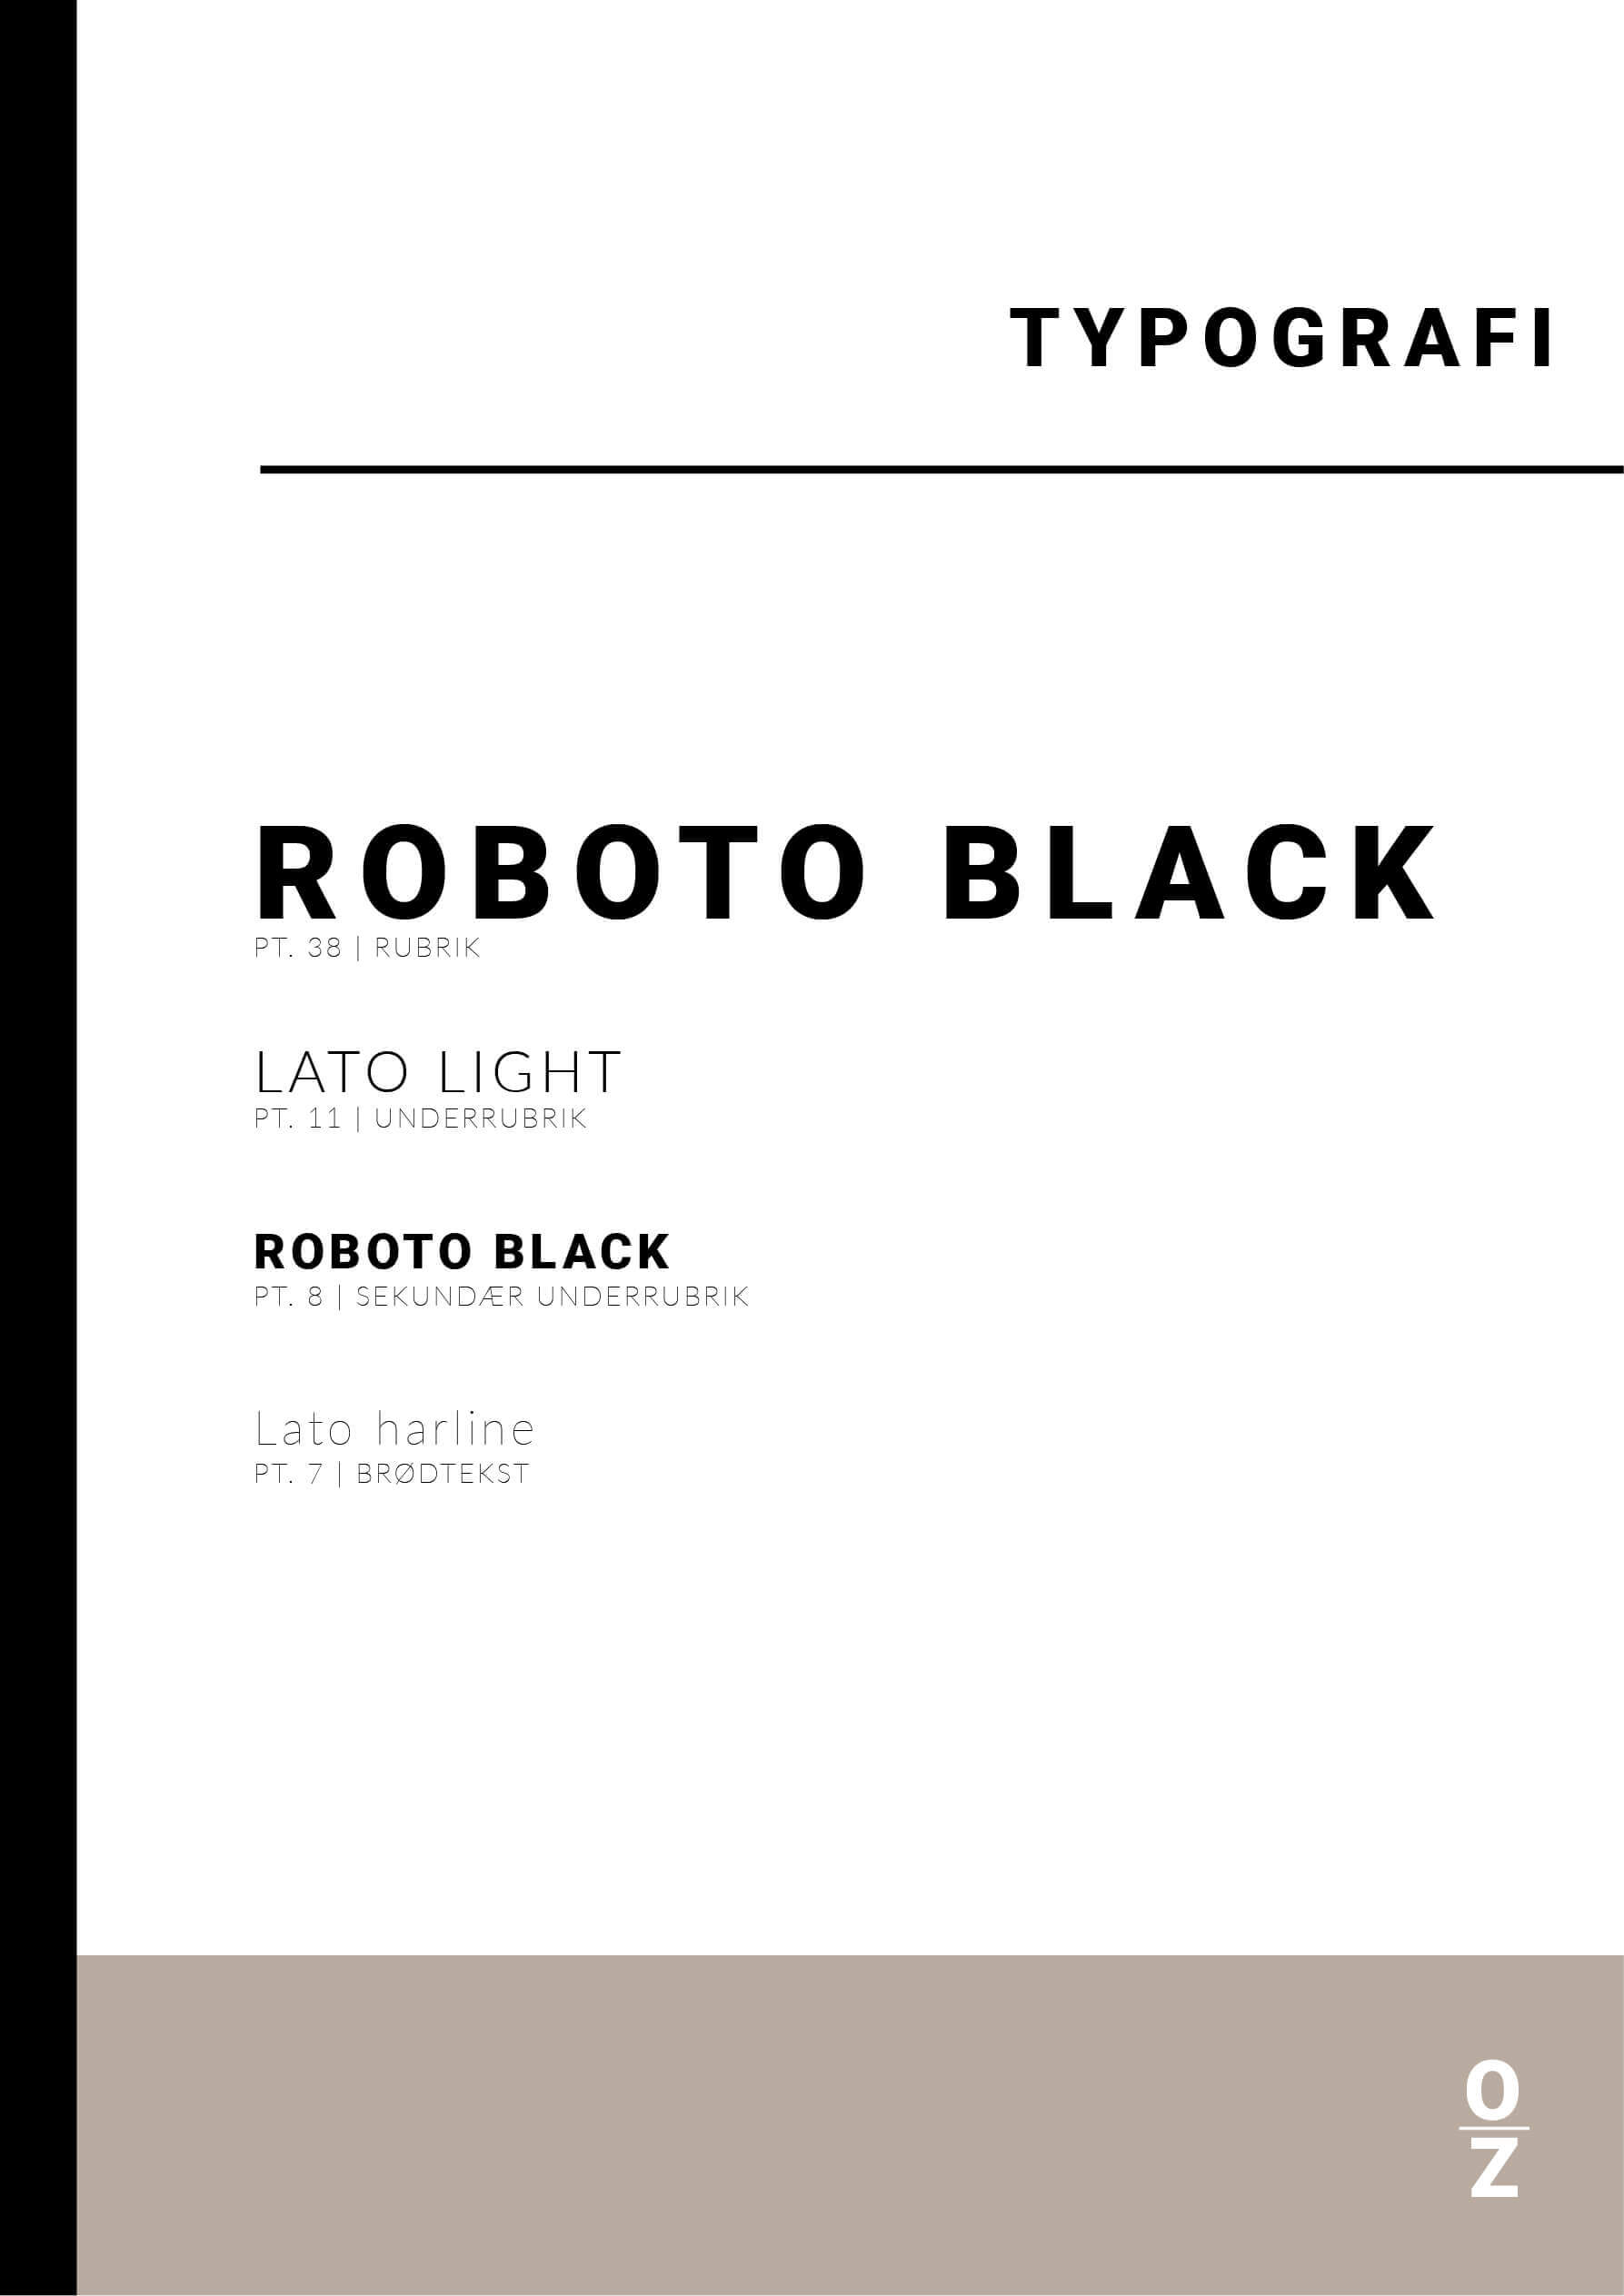 TYPOGRAFI
ROBOTO BLACK
PT. 38 | RUBRIK
LATO LIGHT
PT. 11 | UNDERRUBRIK
ROBOTO BLACK
PT. 8 | SEKUNDÆR UNDERRUBRIK
Lato harline
PT. 7 | BRØDTEKST
O
Z